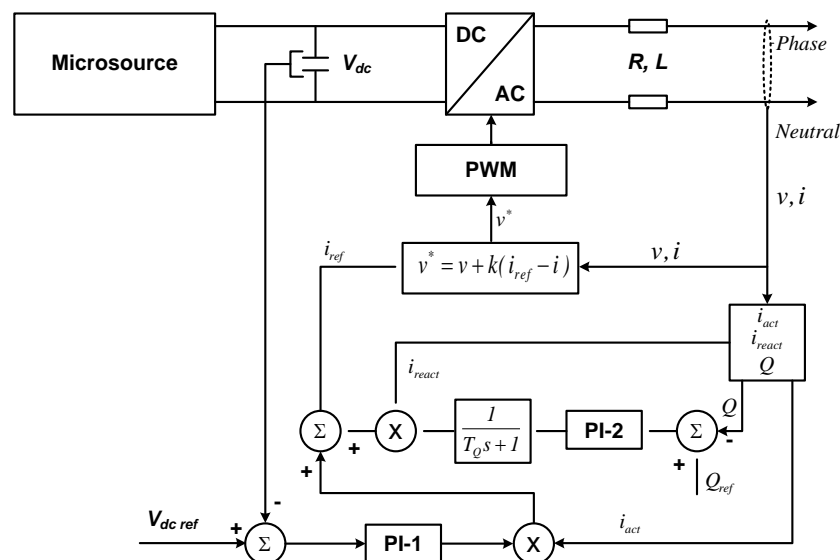 Microsource
V_dc
DC
AC
R, L
Phase
Neutral
PWM
v, i
v^*
i_ref
v^* = v + k(i_ref − i)
v, i
i_act
i_react
Q
i_react
Q
Σ
X
1
T_Q s + 1
PI-2
Σ
-
+
+
+
Q_ref
-
V_dc ref
+
Σ
PI-1
X
i_act